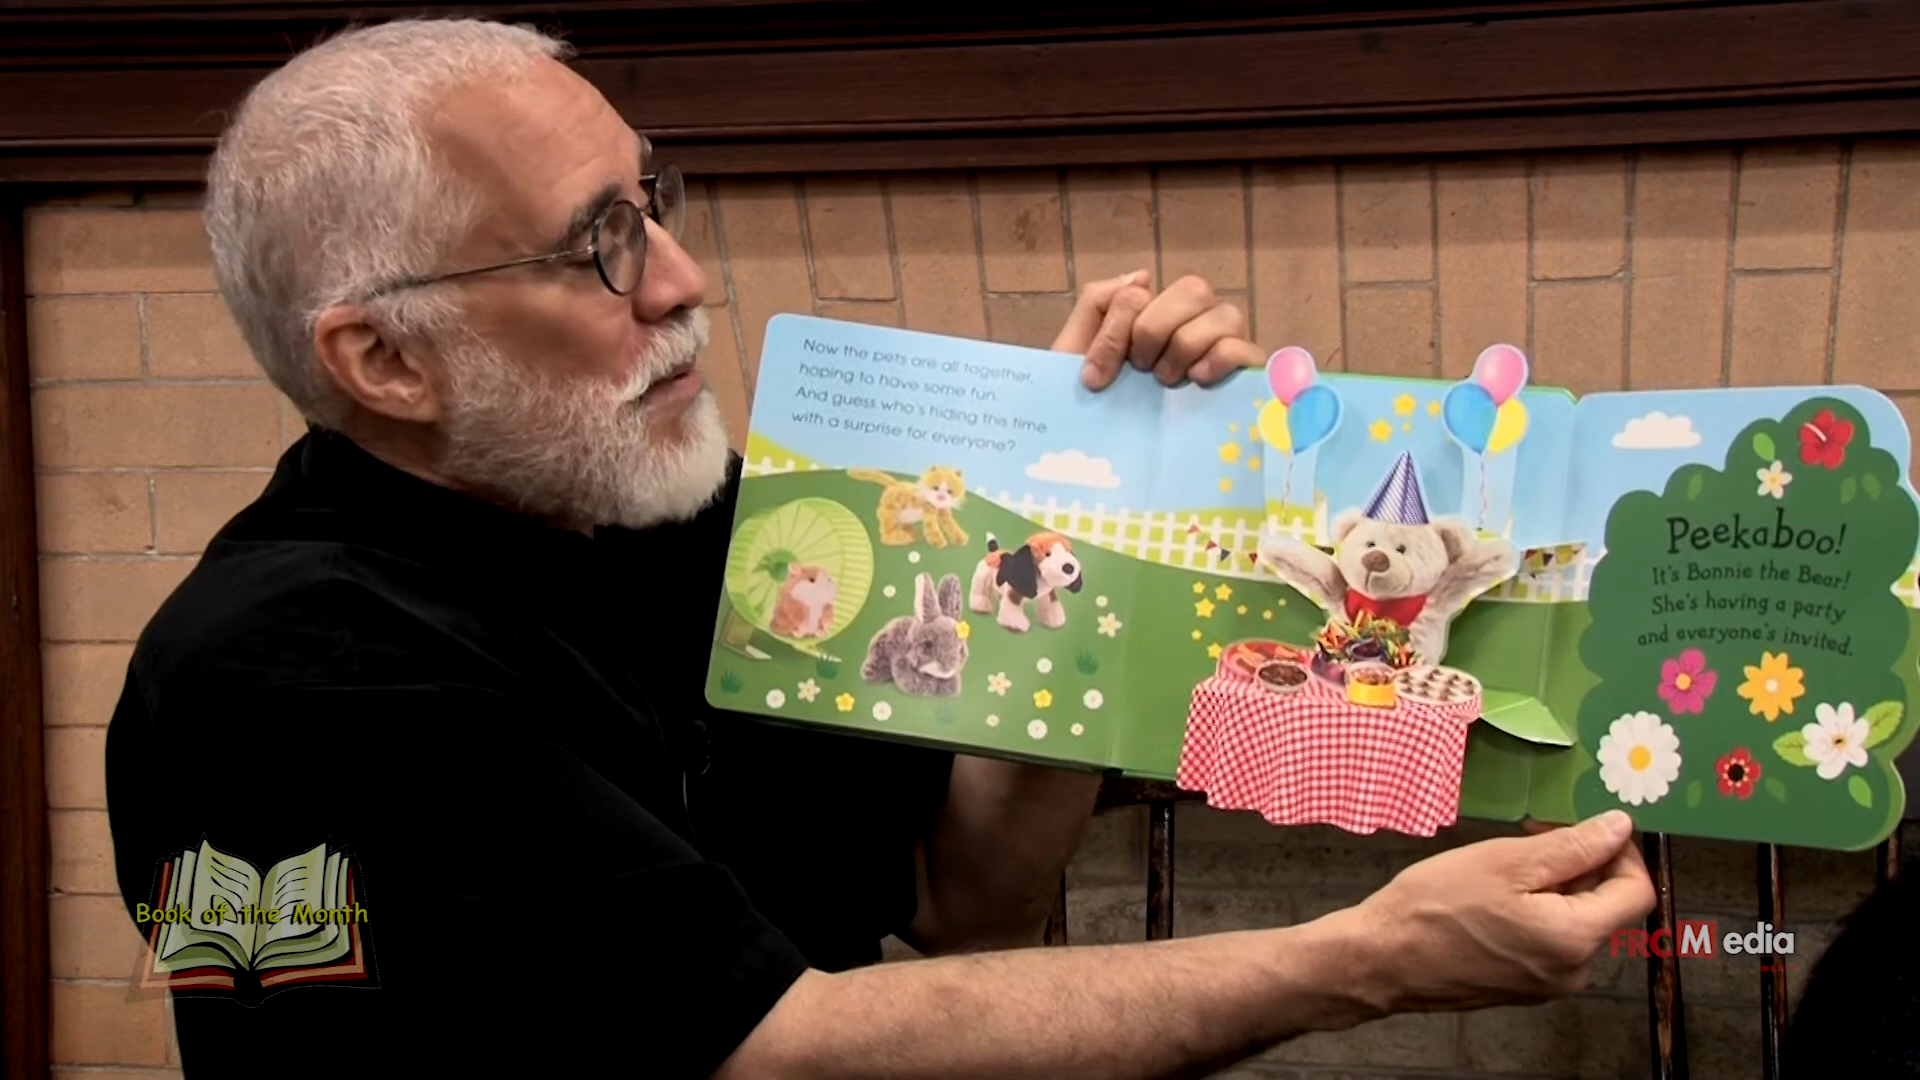 Now the pets are all together,
hoping to have some fun.
And guess who's hiding this time
with a surprise for everyone?
Peekaboo!
It's Bonnie the Bear!
She's having a party
and everyone's invited.
Book of the Month
FRCMedia